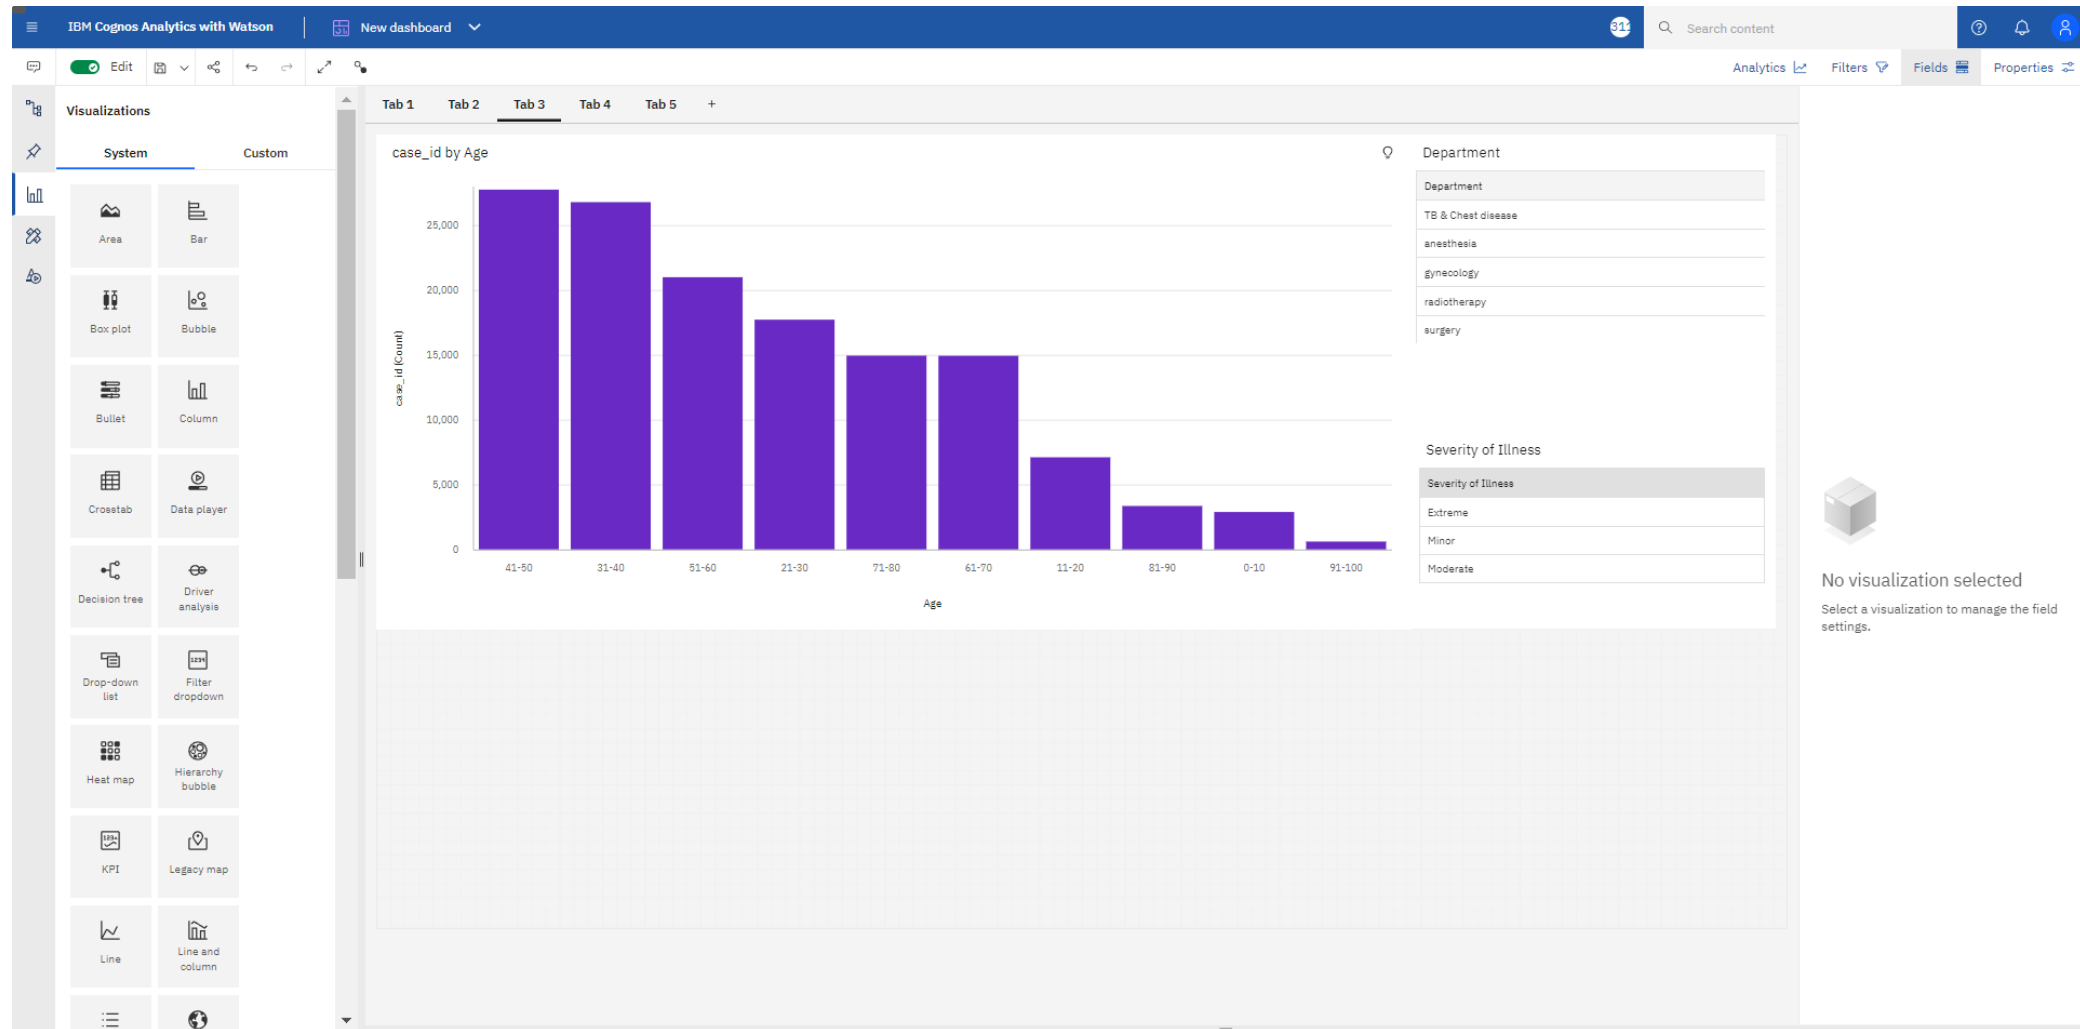 IBM Cognos Analytics with Watson
New dashboard
311
Search content
Edit
Analytics
Filters
Fields
Properties
Visualizations
System
Custom
Area
Bar
Box plot
Bubble
Bullet
Column
Crosstab
Data player
Decision tree
Driver
analysis
Drop-down
list
1234
Filter
dropdown
Heat map
Hierarchy
bubble
KPI
Legacy map
Line
Line and
column
Tab 1
Tab 2
Tab 3
Tab 4
Tab 5
+
case_id by Age
case_id (Count)
25,000
20,000
15,000
10,000
5,000
0
41-50
31-40
51-60
21-30
71-80
61-70
11-20
81-90
0-10
91-100
Age
Department
Department
TB & Chest disease
anesthesia
gynecology
radiotherapy
surgery
Severity of Illness
Severity of Illness
Extreme
Minor
Moderate
No visualization selected
Select a visualization to manage the field
settings.